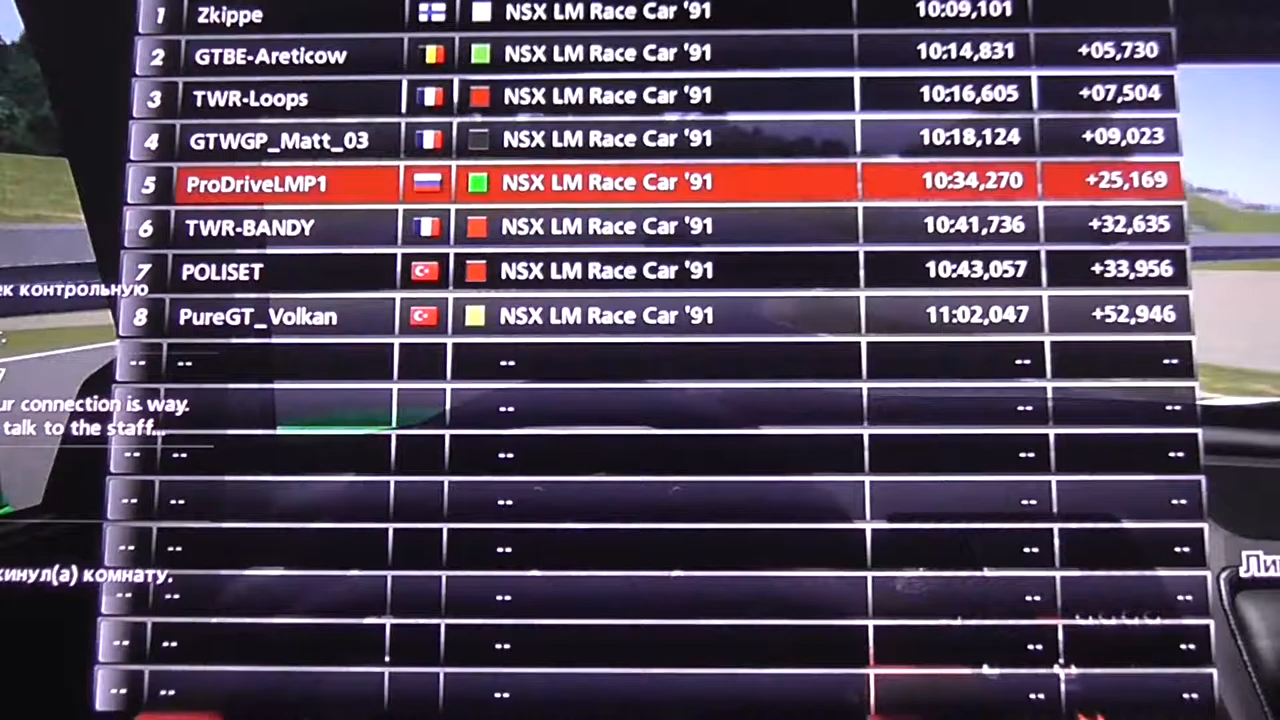 1 Zkippe NSX LM Race Car '91 10:09,101
2 GTBE-Areticow NSX LM Race Car '91 10:14,831 +05,730
3 TWR-Loops NSX LM Race Car '91 10:16,605 +07,504
4 GTWGP_Matt_03 NSX LM Race Car '91 10:18,124 +09,023
5 ProDriveLMP1 NSX LM Race Car '91 10:34,270 +25,169
6 TWR-BANDY NSX LM Race Car '91 10:41,736 +32,635
7 POLISET NSX LM Race Car '91 10:43,057 +33,956
контрольную
8 PureGT_Volkan NSX LM Race Car '91 11:02,047 +52,946
-- -- -- -- --
connection is way.
-- -- --
talk to the staff...
-- -- -- -- --
-- -- -- -- --
-- -- -- -- --
комнату.
-- -- -- -- --
-- -- -- -- --
-- -- -- -- --